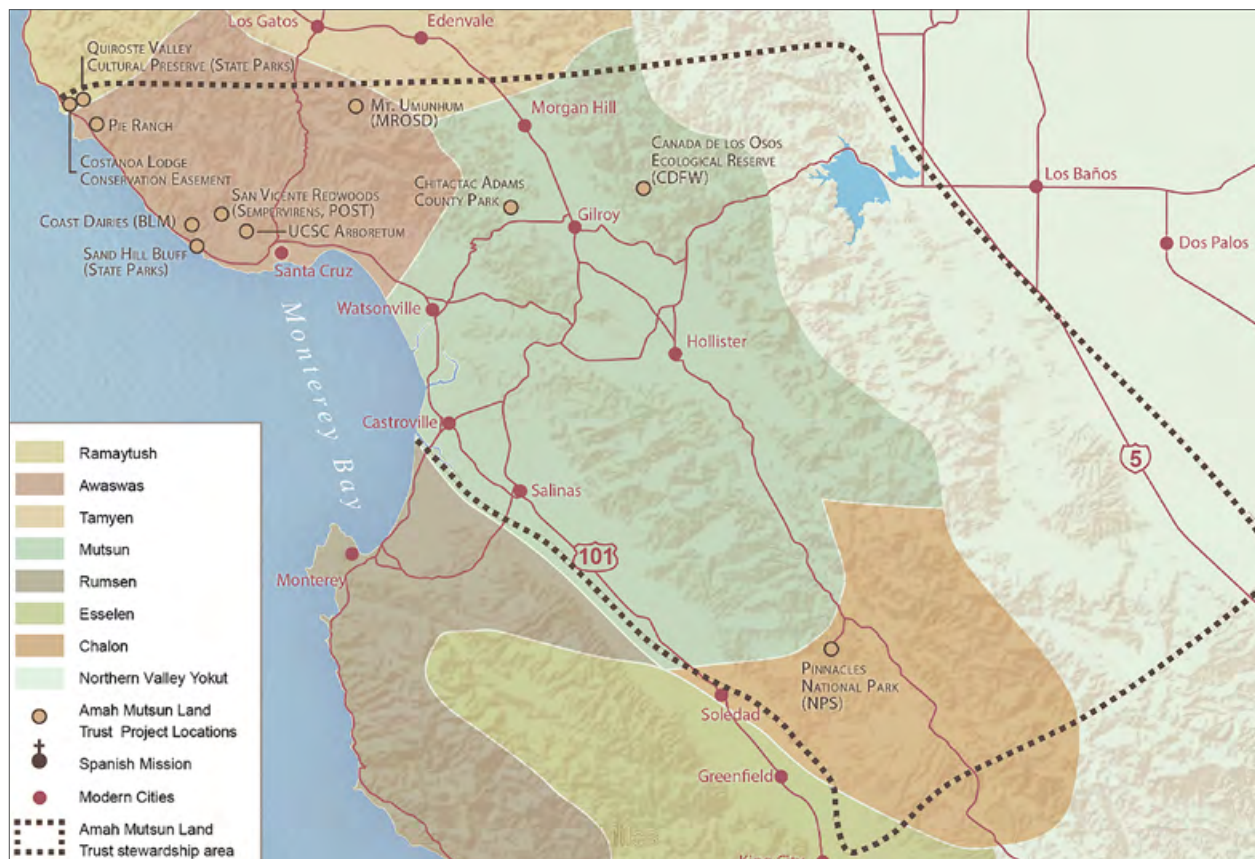 Los Gatos
Edenvale
Quiroste Valley
Cultural Preserve (State Parks)
Mt. Umunhum
(MROSD)
Morgan Hill
Pie Ranch
Canada de los Osos
Ecological Reserve
(CDFW)
Costanoa Lodge
Conservation Easement
Los Baños
San Vicente Redwoods
(Sempervirens, POST)
Chitactac Adams
County Park
Coast Dairies (BLM)
UCSC Arboretum
Gilroy
Dos Palos
Sand Hill Bluff
(State Parks)
Santa Cruz
Watsonville
Monterey Bay
Hollister
Castroville
5
Salinas
101
Monterey
Pinnacles
National Park
(NPS)
Soledad
Greenfield
King City
Ramaytush
Awaswas
Tamyen
Mutsun
Rumsen
Esselen
Chalon
Northern Valley Yokut
Amah Mutsun Land
Trust Project Locations
Spanish Mission
Modern Cities
Amah Mutsun Land
Trust stewardship area